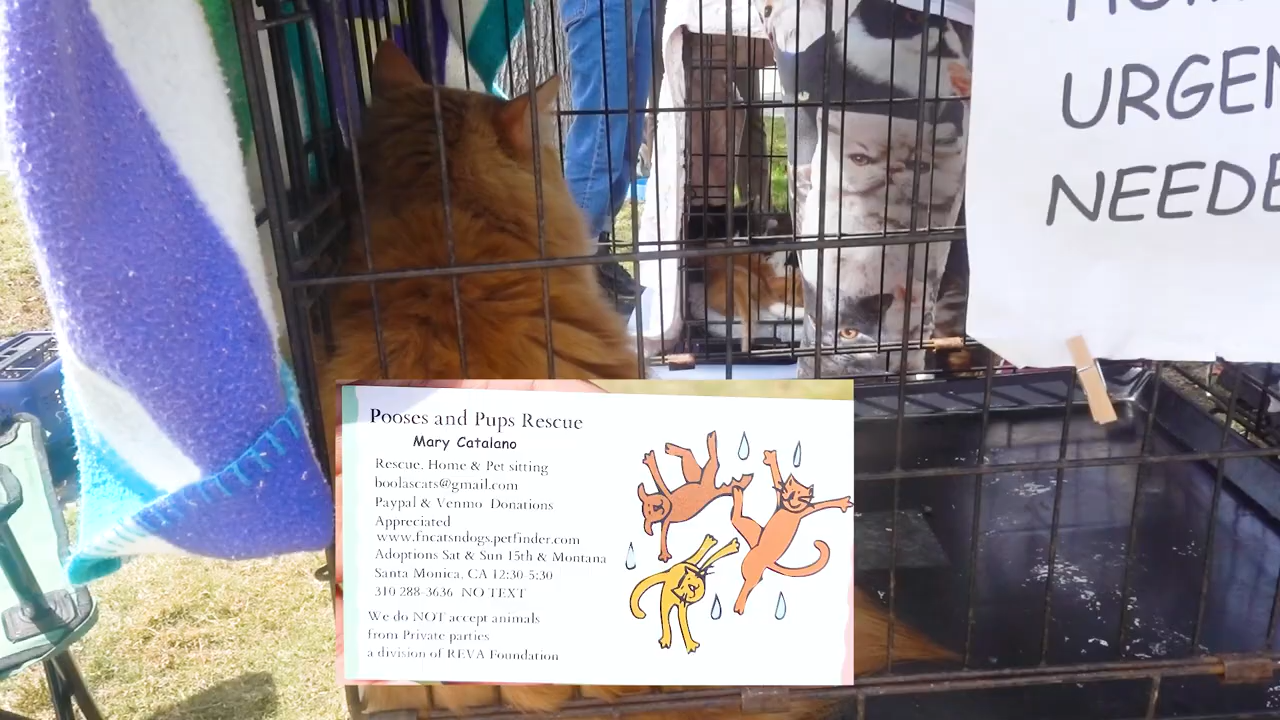 URGEN
NEEDE
Pooses and Pups Rescue
Mary Catalano
Rescue, Home & Pet sitting
boolascats@gmail.com
Paypal & Venmo Donations
Appreciated
www.fncatsndogs.petfinder.com
Adoptions Sat & Sun 15th & Montana
Santa Monica, CA 12:30-5:30
310 288-3636 NO TEXT
We do NOT accept animals
from Private parties
a division of REVA Foundation